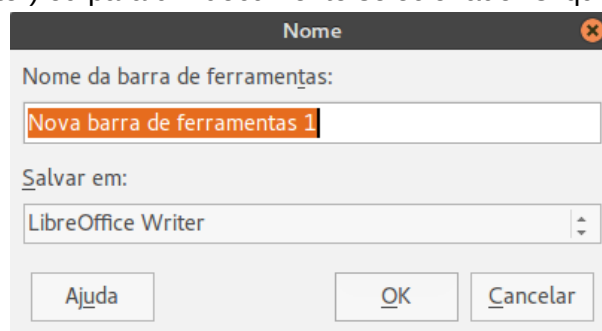 Nome
Nome da barra de ferramentas:
Nova barra de ferramentas 1
Salvar em:
LibreOffice Writer
Ajuda
OK
Cancelar